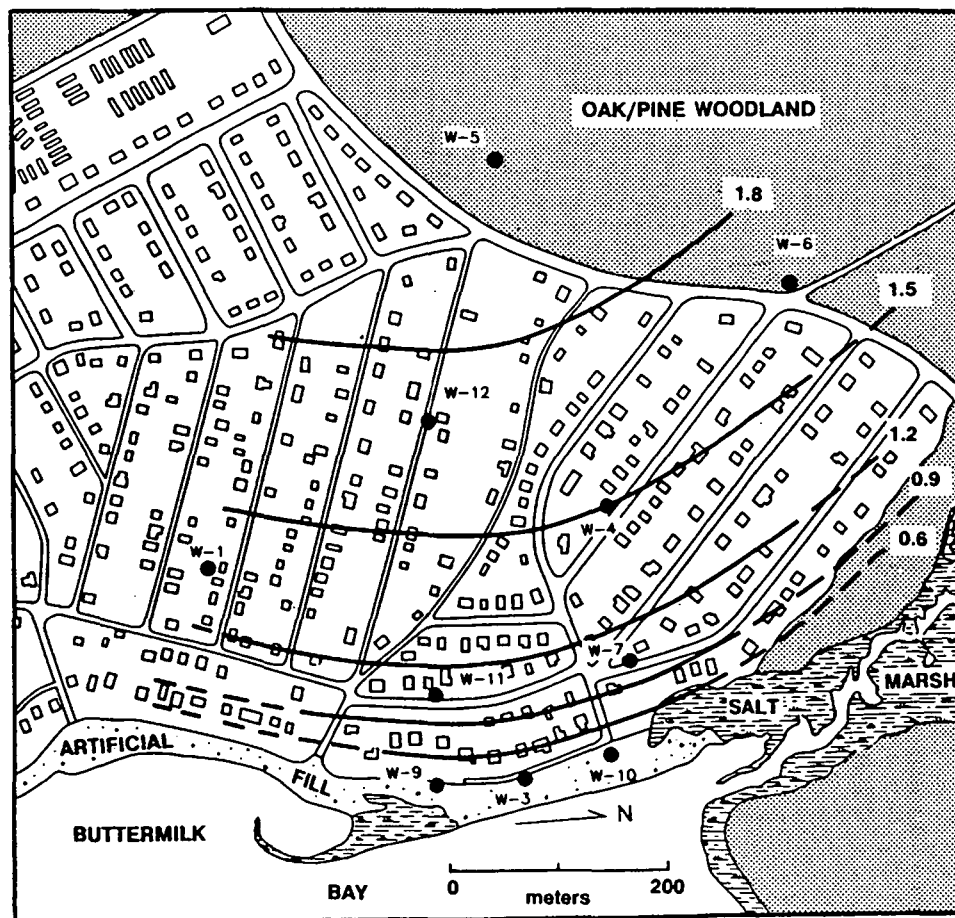 OAK/PINE WOODLAND
W-5
1.8
W-6
1.5
W-12
1.2
0.9
W-4
0.6
W-1
W-7
W-11
MARSH
SALT
ARTIFICIAL
FILL
W-9
W-10
W-3
N
BUTTERMILK
BAY
0 meters 200